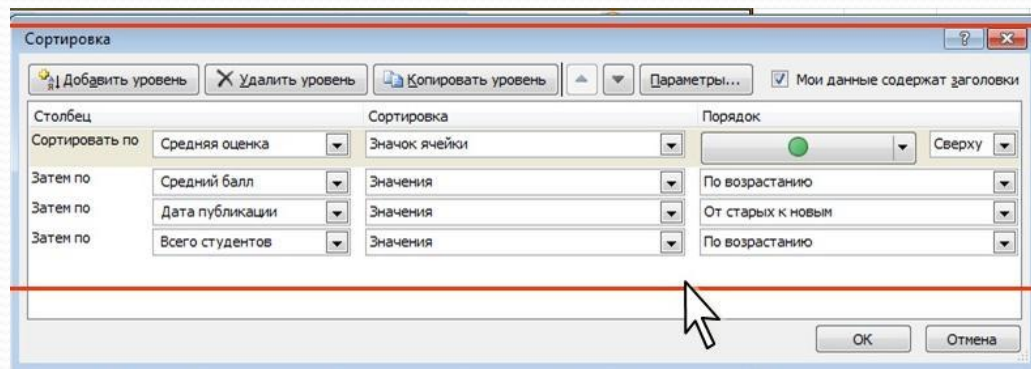 Сортировка
Добавить уровень Удалить уровень Копировать уровень Параметры... Мои данные содержат заголовки
Столбец Сортировка Порядок
Сортировать по Средняя оценка Значок ячейки Сверху
Затем по Средний балл Значения По возрастанию
Затем по Дата публикации Значения От старых к новым
Затем по Всего студентов Значения По возрастанию
ОК Отмена